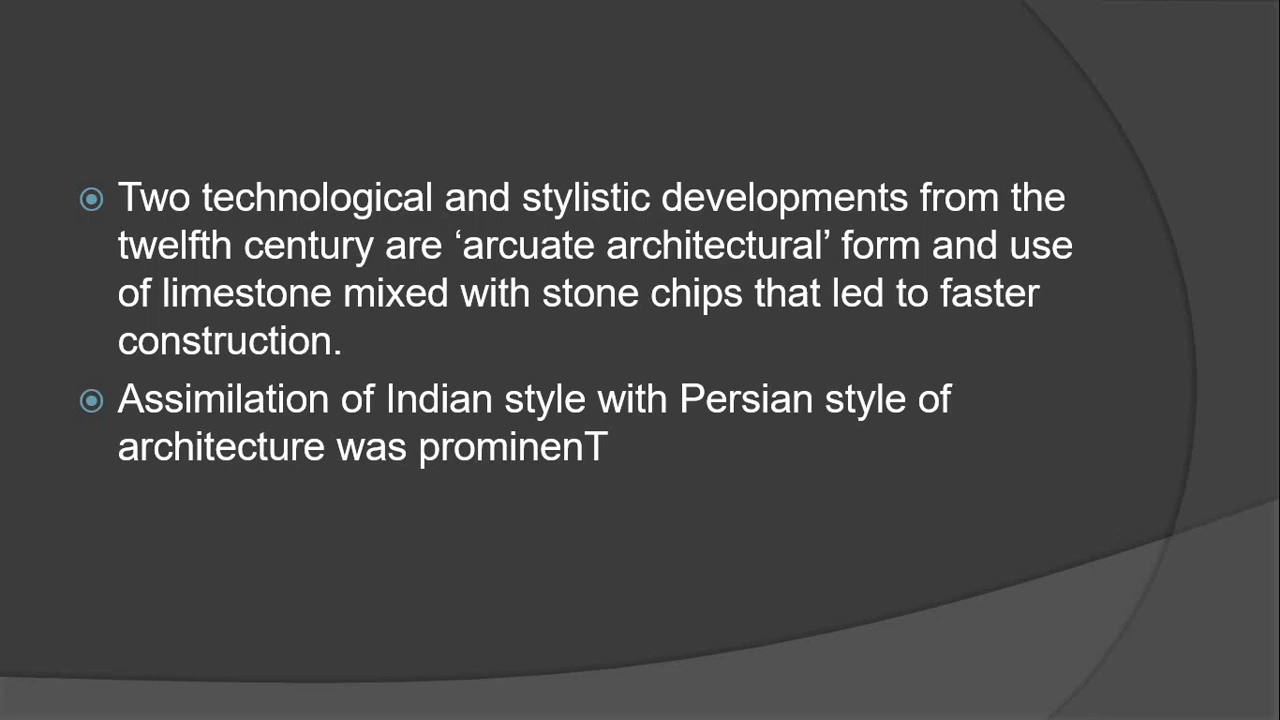 Two technological and stylistic developments from the
twelfth century are ‘arcuate architectural’ form and use
of limestone mixed with stone chips that led to faster
construction.
Assimilation of Indian style with Persian style of
architecture was prominenT